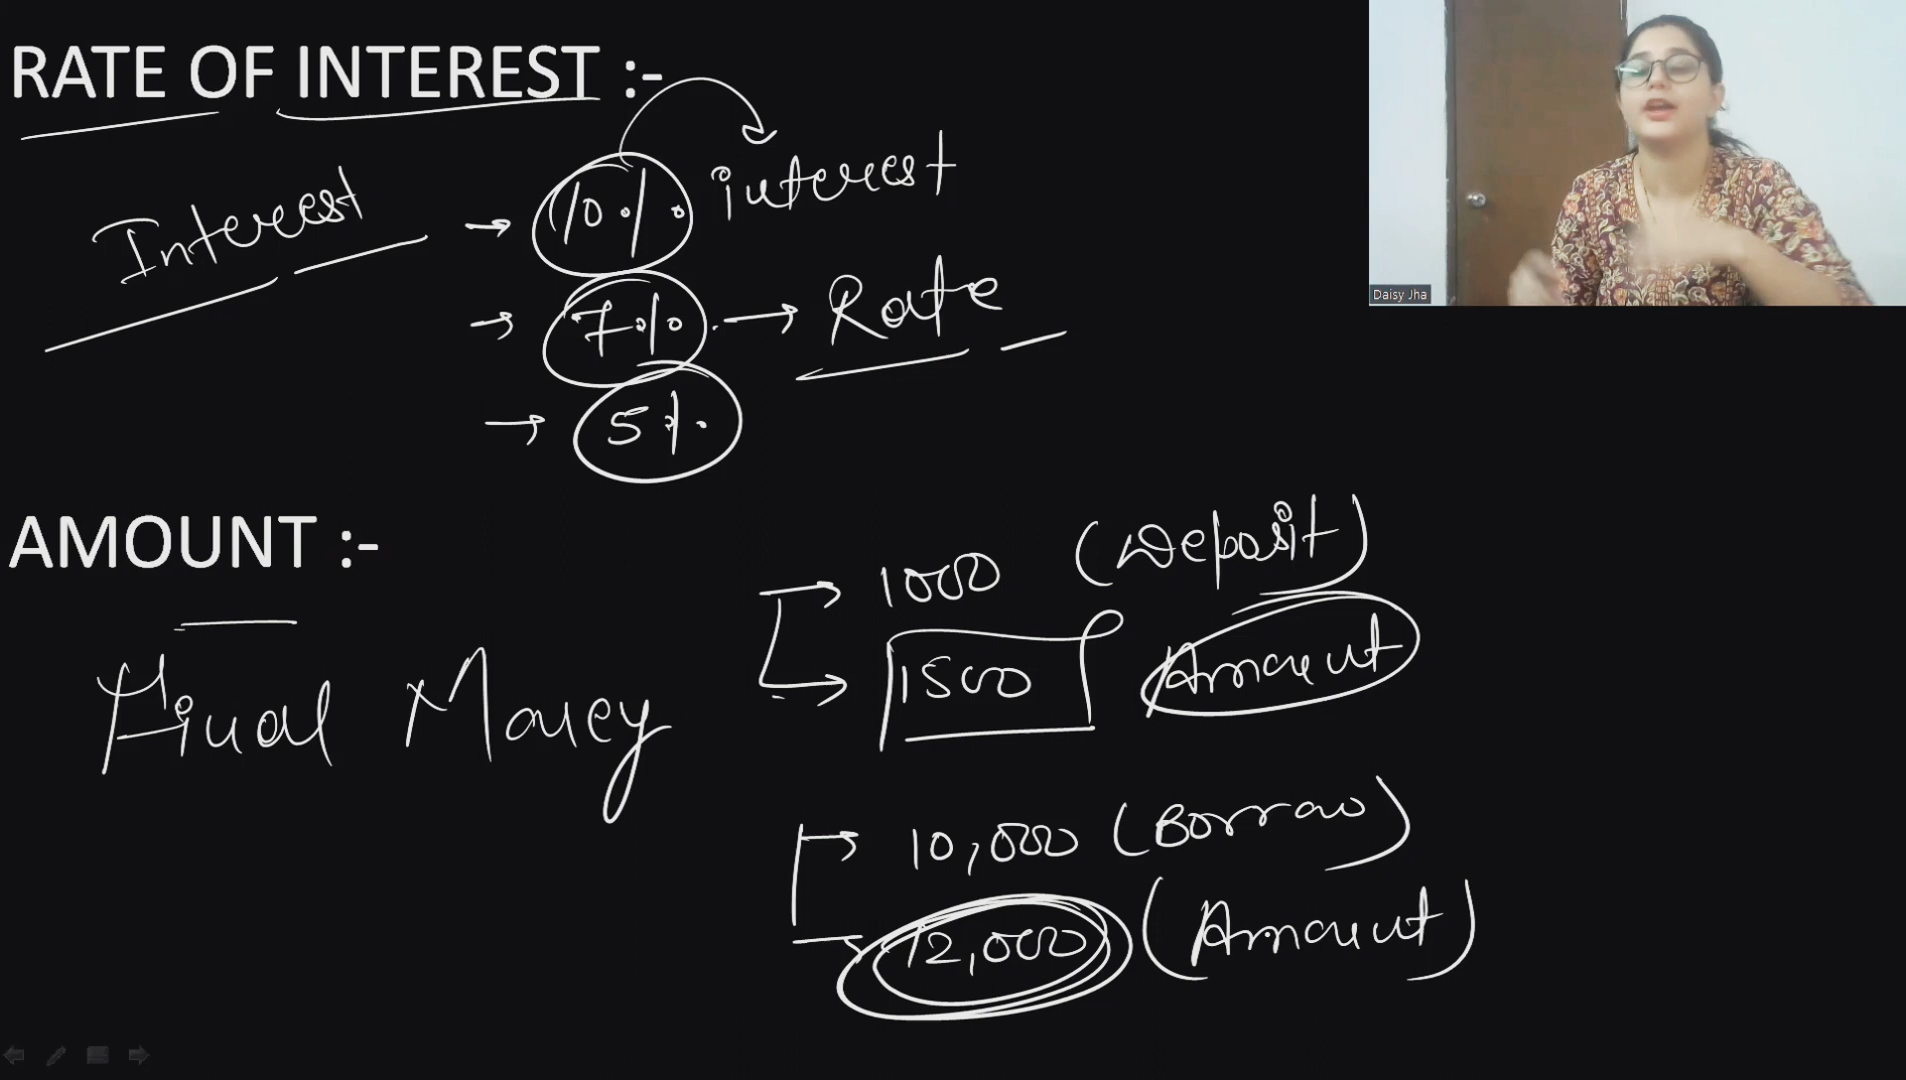 RATE OF INTEREST :-
Interest → 10% interest
→ 7% → Rate
→ 5%
Daisy Jha
AMOUNT :-
Final Money
1000 (Deposit)
1500 Amount
10,000 (Borrow)
12,000 (Amount)